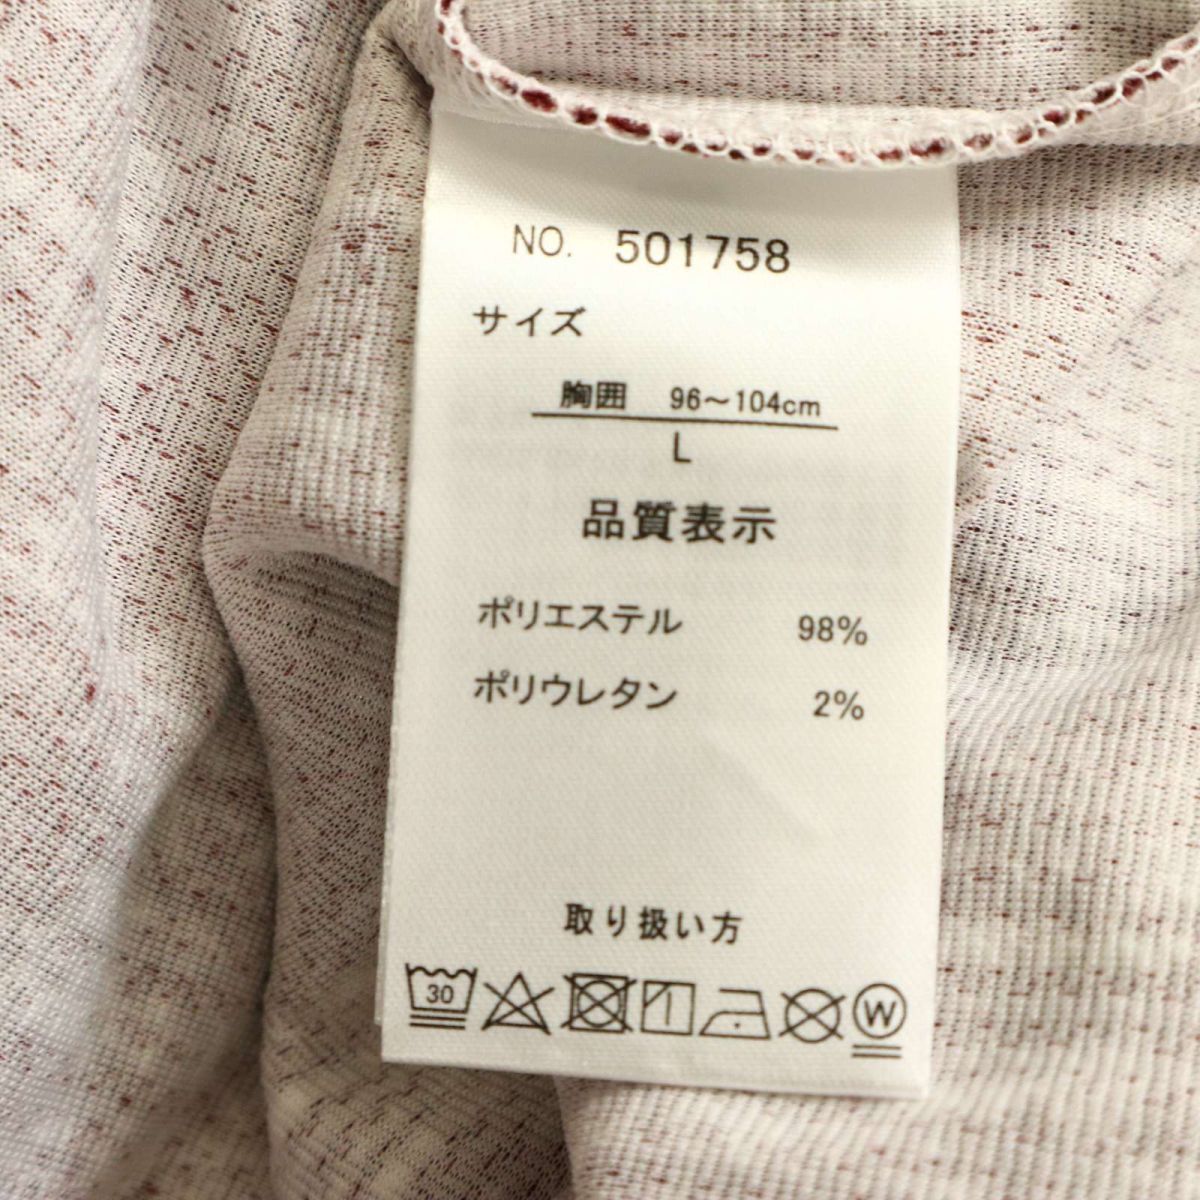 NO. 501758
サイズ
胸囲 96～104cm
L
品質表示
ポリエステル 98%
ポリウレタン 2%
取り扱い方
30 W